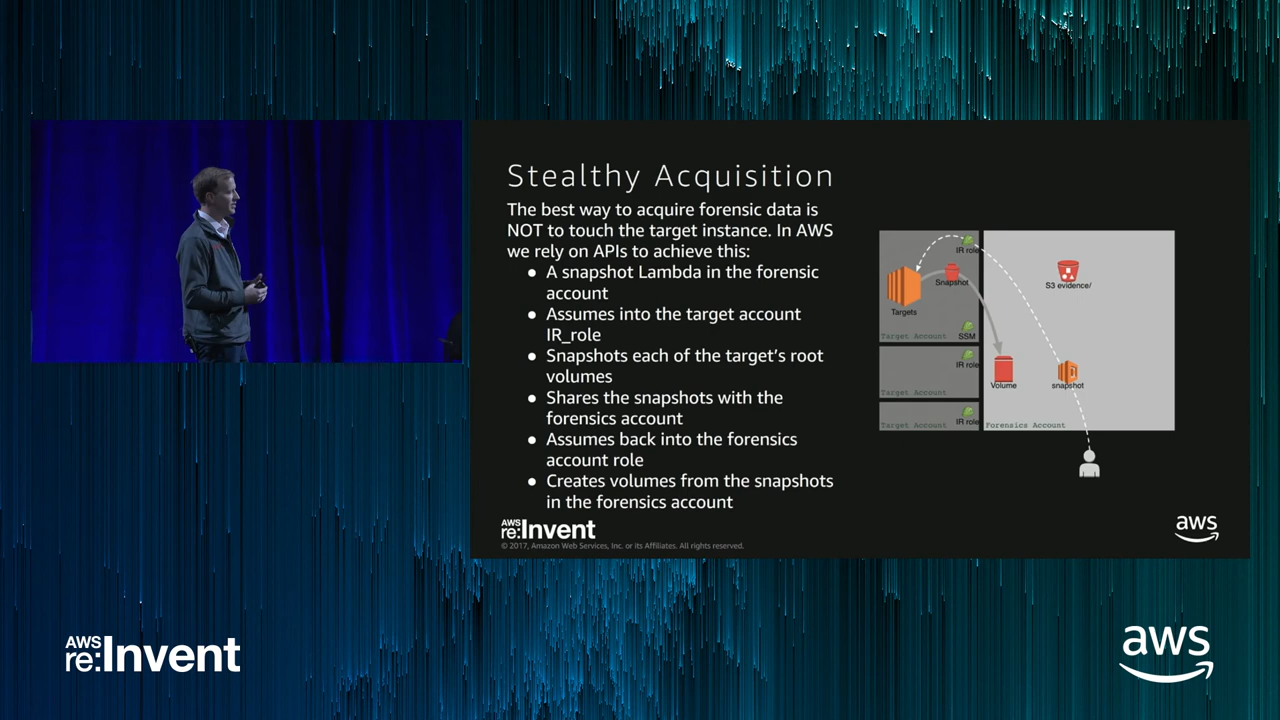 Stealthy Acquisition
The best way to acquire forensic data is
NOT to touch the target instance. In AWS
we rely on APIs to achieve this:
● A snapshot Lambda in the forensic
account
● Assumes into the target account
IR_role
● Snapshots each of the target's root
volumes
● Shares the snapshots with the
forensics account
● Assumes back into the forensics
account role
● Creates volumes from the snapshots
in the forensics account
IR role
Snapshot
Targets
Target Account
SSM
S3 evidence/
IR role
Target Account
Volume
snapshot
IR role
Target Account
Forensics Account
AWS
re:Invent
© 2017, Amazon Web Services, Inc. or its Affiliates. All rights reserved.
aws
AWS
re:Invent
aws